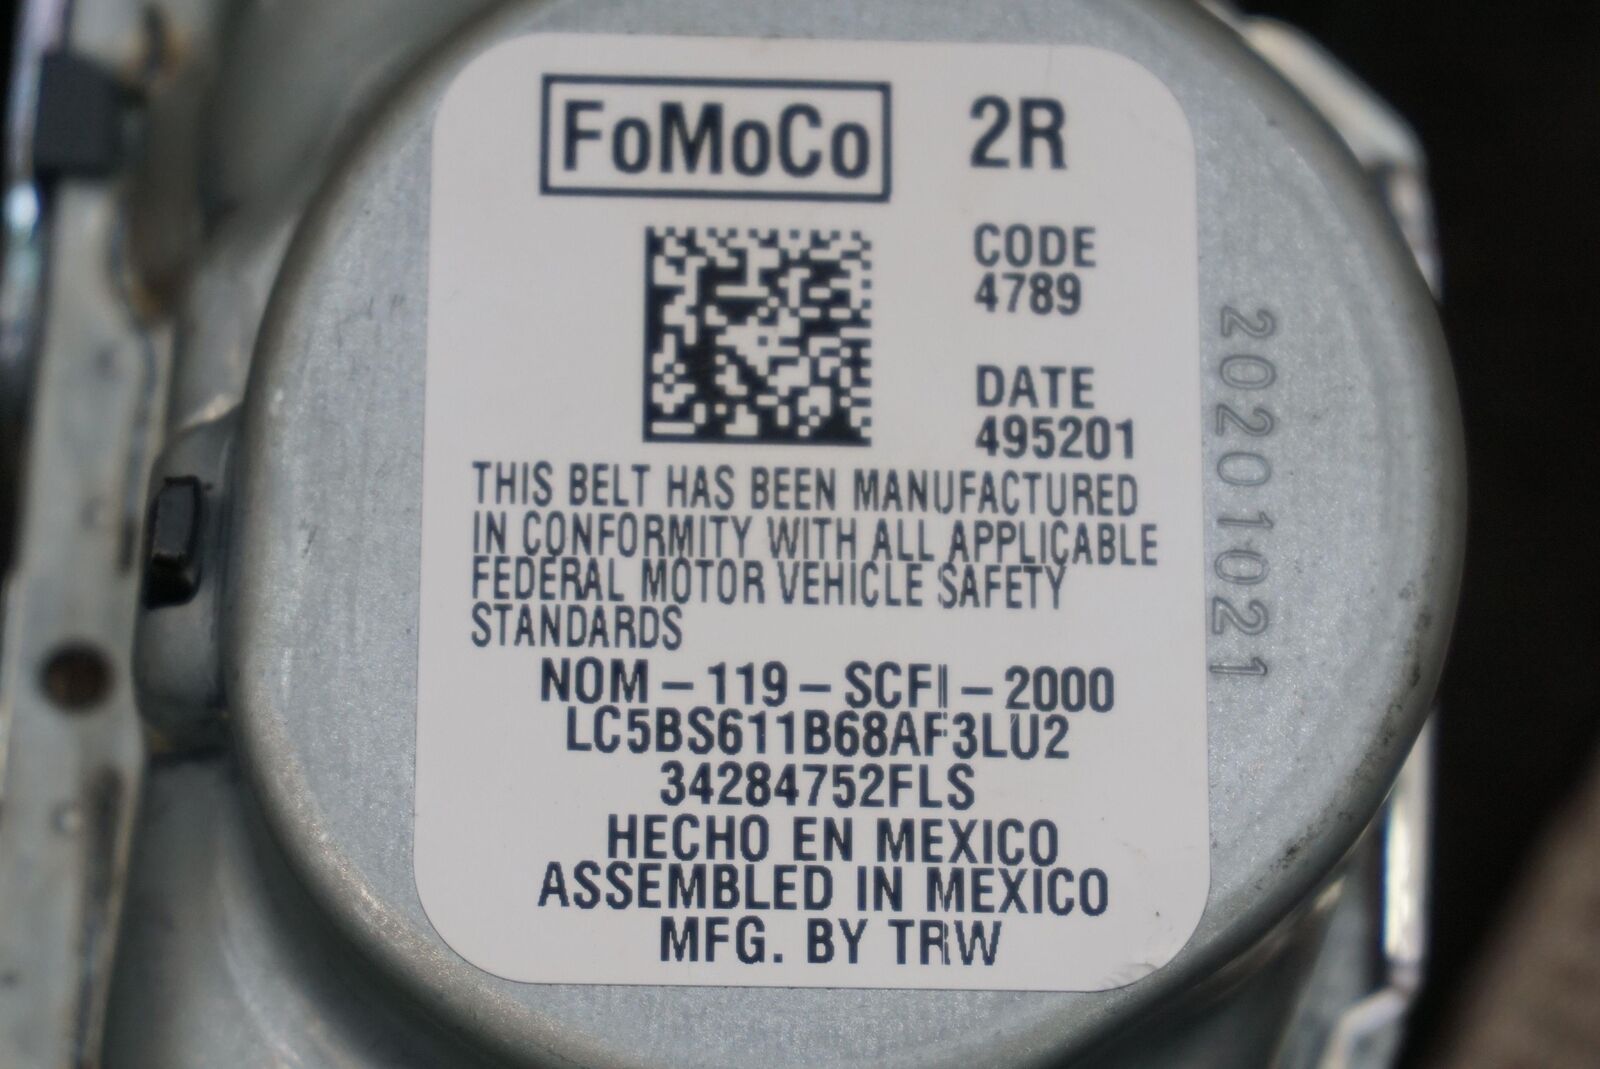 FoMoCo 2R
CODE
4789
DATE
495201
THIS BELT HAS BEEN MANUFACTURED
IN CONFORMITY WITH ALL APPLICABLE
FEDERAL MOTOR VEHICLE SAFETY
STANDARDS
NOM-119-SCFI-2000
LC5BS611B68AF3LU2
34284752FLS
HECHO EN MEXICO
ASSEMBLED IN MEXICO
MFG. BY TRW
20201021